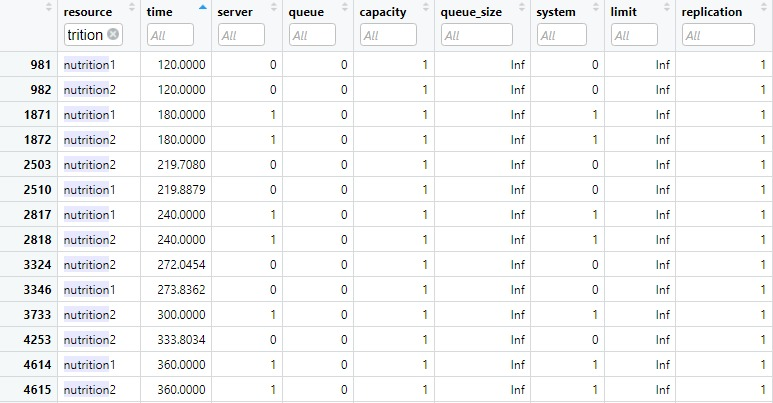 resource time server queue capacity queue_size system limit replication
trition All All All All All All All All
981 nutrition1 120.0000 0 0 1 Inf 0 Inf 1
982 nutrition2 120.0000 0 0 1 Inf 0 Inf 1
1871 nutrition1 180.0000 1 0 1 Inf 1 Inf 1
1872 nutrition2 180.0000 1 0 1 Inf 1 Inf 1
2503 nutrition2 219.7080 0 0 1 Inf 0 Inf 1
2510 nutrition1 219.8879 0 0 1 Inf 0 Inf 1
2817 nutrition1 240.0000 1 0 1 Inf 1 Inf 1
2818 nutrition2 240.0000 1 0 1 Inf 1 Inf 1
3324 nutrition2 272.0454 0 0 1 Inf 0 Inf 1
3346 nutrition1 273.8362 0 0 1 Inf 0 Inf 1
3733 nutrition2 300.0000 1 0 1 Inf 1 Inf 1
4253 nutrition2 333.8034 0 0 1 Inf 0 Inf 1
4614 nutrition1 360.0000 1 0 1 Inf 1 Inf 1
4615 nutrition2 360.0000 1 0 1 Inf 1 Inf 1